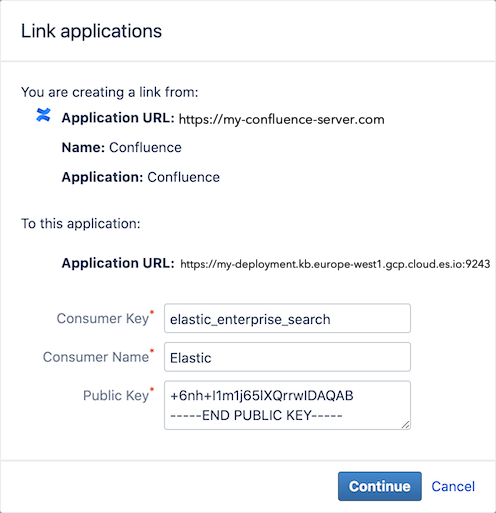 Link applications
You are creating a link from:
Application URL: https://my-confluence-server.com
Name: Confluence
Application: Confluence
To this application:
Application URL: https://my-deployment.kb.europe-west1.gcp.cloud.es.io:9243
Consumer Key* elastic_enterprise_search
Consumer Name* Elastic
Public Key* +6nh+l1m1j65lXQrrwIDAQAB
-----END PUBLIC KEY-----
Continue Cancel